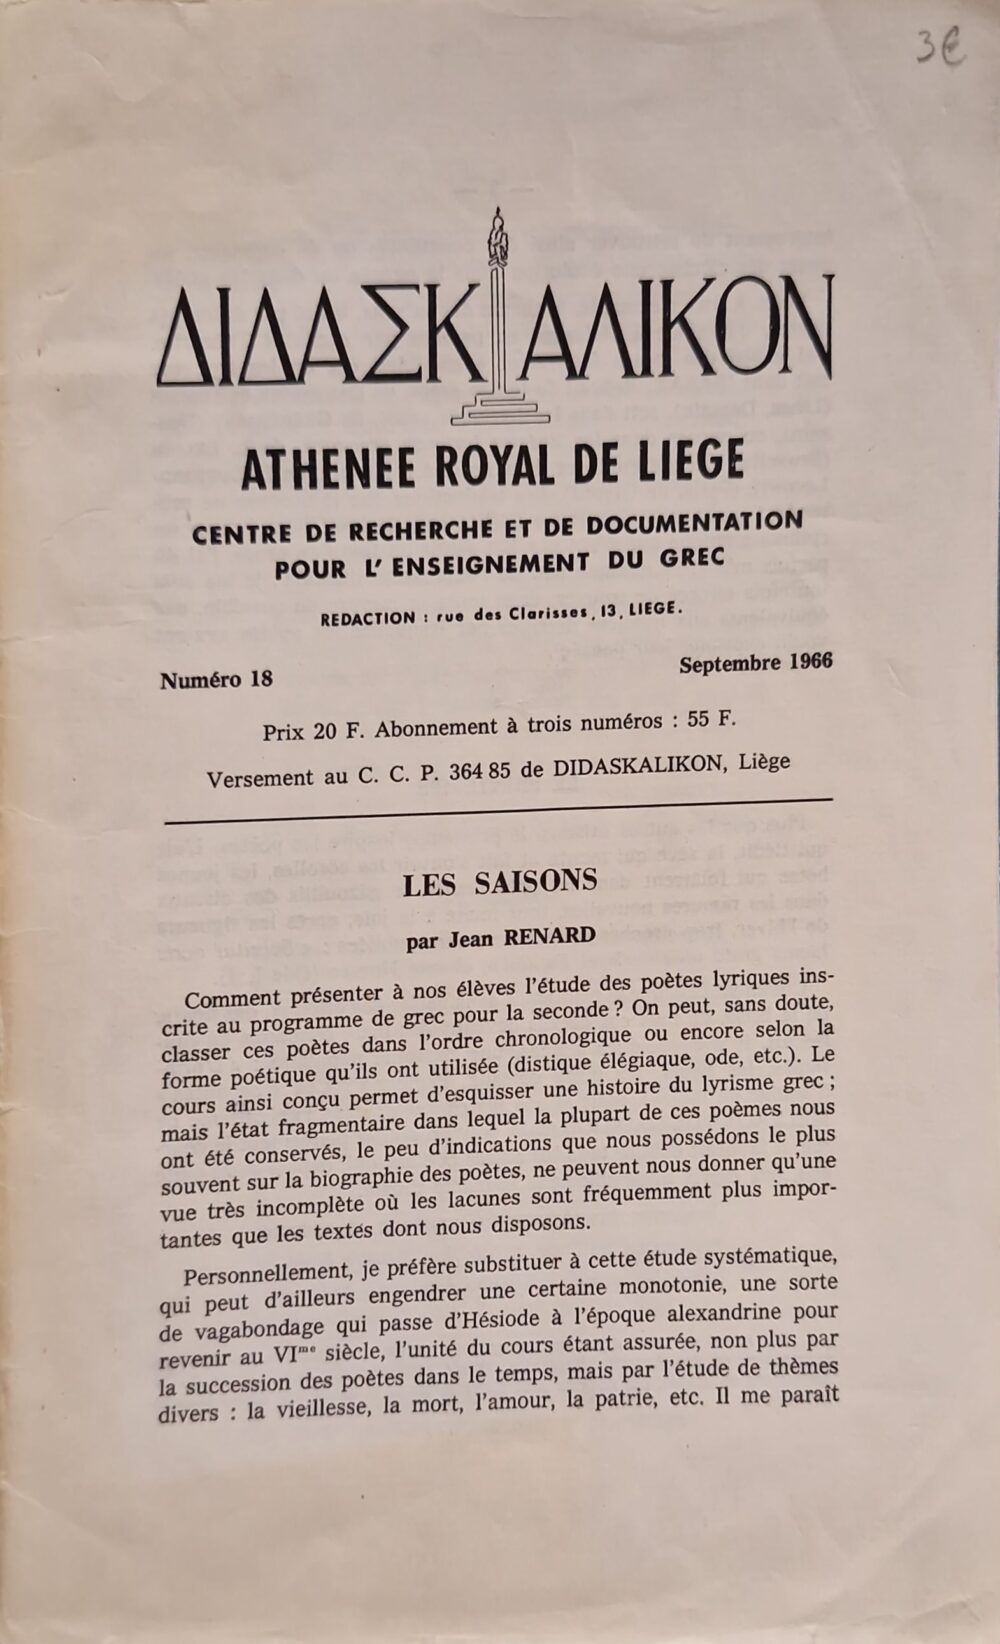 3€
ΔΙΔΑΣΚΑΛΙΚΟΝ
ATHENEE ROYAL DE LIEGE
CENTRE DE RECHERCHE ET DE DOCUMENTATION
POUR L' ENSEIGNEMENT DU GREC
REDACTION : rue des Clarisses, 13, LIEGE.
Numéro 18 Septembre 1966
Prix 20 F. Abonnement à trois numéros : 55 F.
Versement au C. C. P. 364 85 de DIDASKALIKON, Liège
LES SAISONS
par Jean RENARD
Comment présenter à nos élèves l'étude des poètes lyriques ins-
crite au programme de grec pour la seconde ? On peut, sans doute,
classer ces poètes dans l'ordre chronologique ou encore selon la
forme poétique qu'ils ont utilisée (distique élégiaque, ode, etc.). Le
cours ainsi conçu permet d'esquisser une histoire du lyrisme grec ;
mais l'état fragmentaire dans lequel la plupart de ces poèmes nous
ont été conservés, le peu d'indications que nous possédons le plus
souvent sur la biographie des poètes, ne peuvent nous donner qu'une
vue très incomplète où les lacunes sont fréquemment plus impor-
tantes que les textes dont nous disposons.
Personnellement, je préfère substituer à cette étude systématique,
qui peut d'ailleurs engendrer une certaine monotonie, une sorte
de vagabondage qui passe d'Hésiode à l'époque alexandrine pour
revenir au VIme siècle, l'unité du cours étant assurée, non plus par
la succession des poètes dans le temps, mais par l'étude de thèmes
divers : la vieillesse, la mort, l'amour, la patrie, etc. Il me paraît